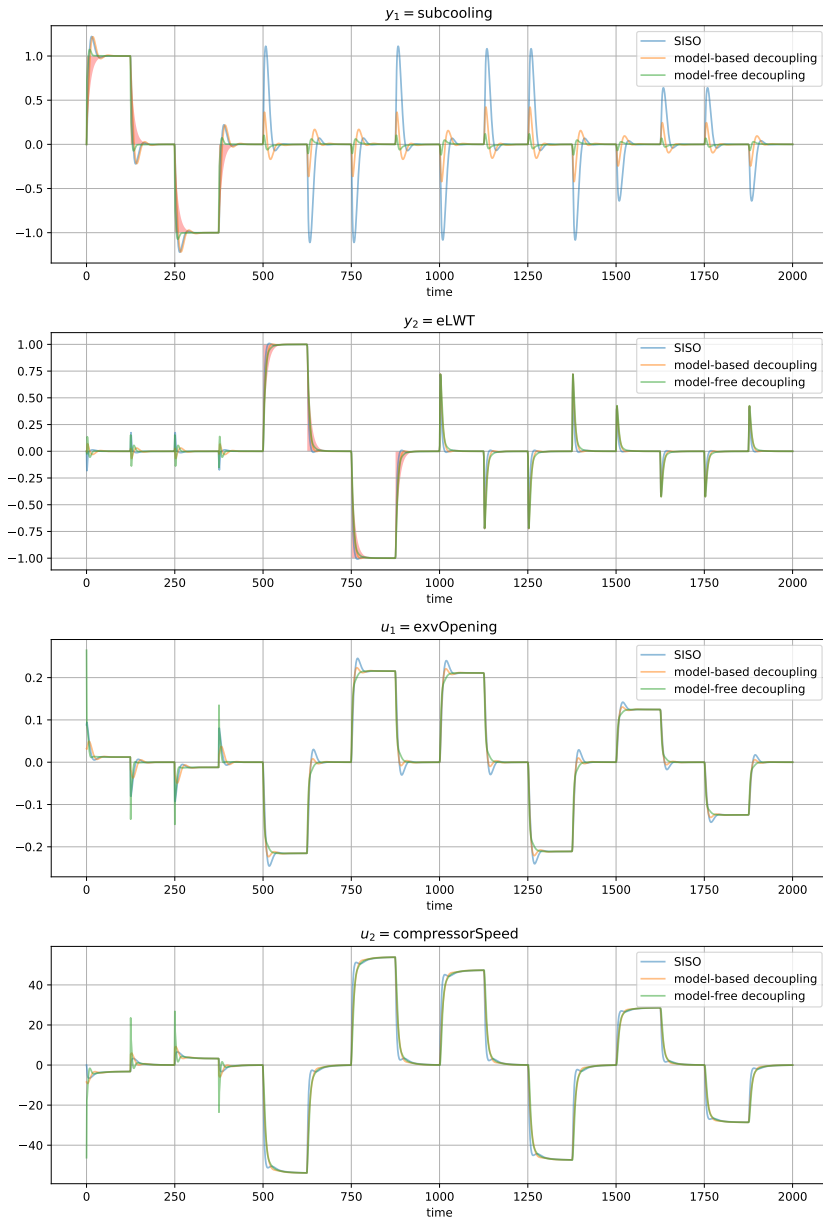 y₁ = subcooling
SISO
model-based decoupling
model-free decoupling
1.0
0.5
0.0
−0.5
−1.0
0 250 500 750 1000 1250 1500 1750 2000
time
y₂ = eLWT
SISO
model-based decoupling
model-free decoupling
1.00
0.75
0.50
0.25
0.00
−0.25
−0.50
−0.75
−1.00
0 250 500 750 1000 1250 1500 1750 2000
time
u₁ = exvOpening
SISO
model-based decoupling
model-free decoupling
0.2
0.1
0.0
−0.1
−0.2
0 250 500 750 1000 1250 1500 1750 2000
time
u₂ = compressorSpeed
SISO
model-based decoupling
model-free decoupling
40
20
0
−20
−40
0 250 500 750 1000 1250 1500 1750 2000
time